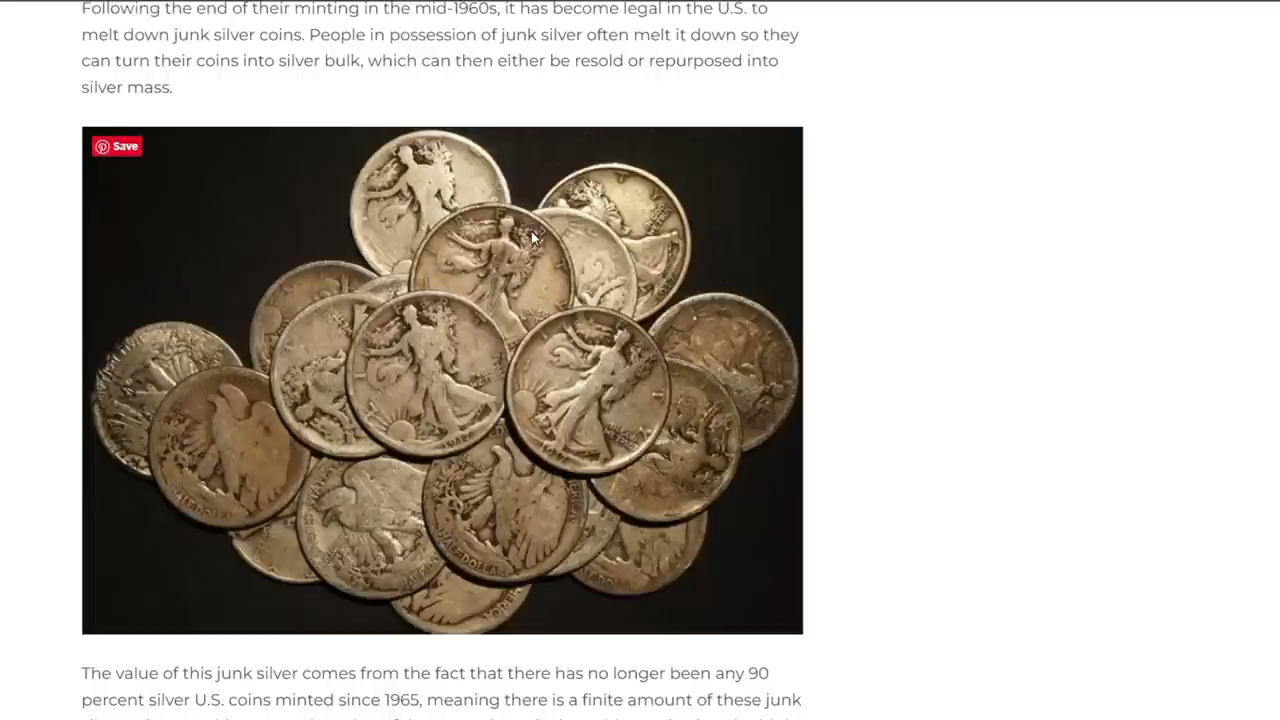 Following the end of their minting in the mid-1960s, it has become legal in the U.S. to
melt down junk silver coins. People in possession of junk silver often melt it down so they
can turn their coins into silver bulk, which can then either be resold or repurposed into
silver mass.
Save
HALF DOLLAR
HALF DOLLAR
The value of this junk silver comes from the fact that there has no longer been any 90
percent silver U.S. coins minted since 1965, meaning there is a finite amount of these junk